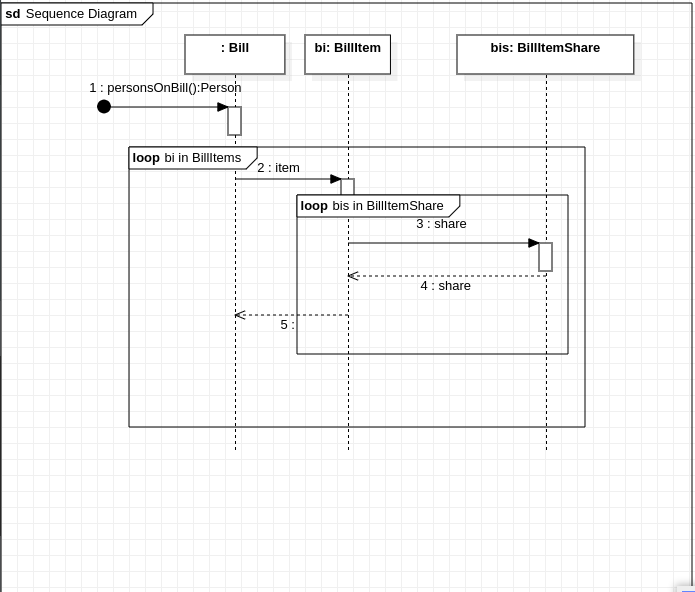 sd Sequence Diagram
: Bill
bi: BillItem
bis: BillItemShare
1 : personsOnBill():Person
loop bi in BillItems
2 : item
loop bis in BillItemShare
3 : share
4 : share
5 :